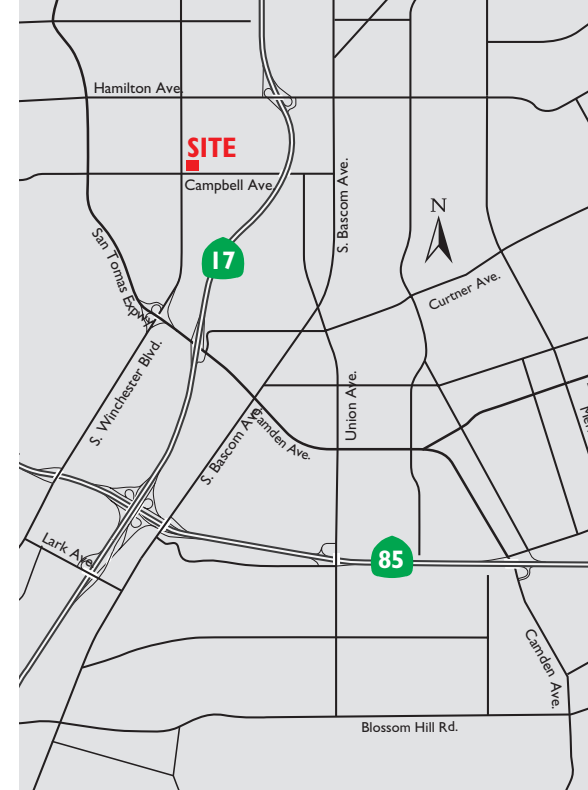 Hamilton Ave.
SITE
Campbell Ave.
S. Bascom Ave.
N
17
San Tomas Expwy.
Curtner Ave.
S. Winchester Blvd.
Union Ave.
S. Bascom Ave.
Camden Ave.
Lark Ave.
85
Camden Ave.
Blossom Hill Rd.